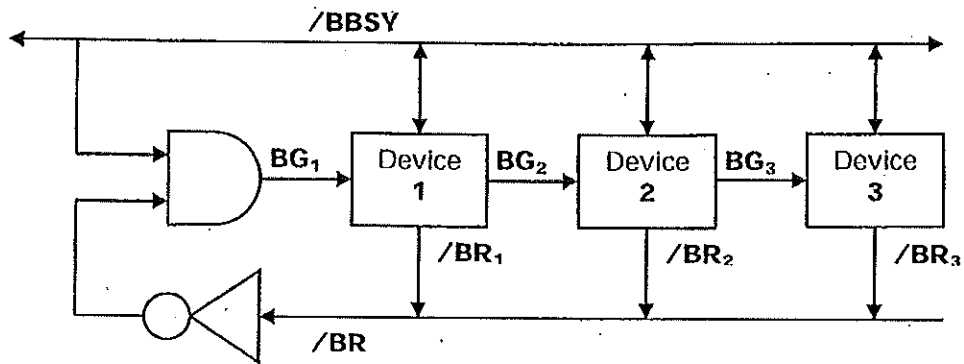 /BBSY
BG₁
Device
1
BG₂
Device
2
BG₃
Device
3
/BR₁
/BR₂
/BR₃
/BR